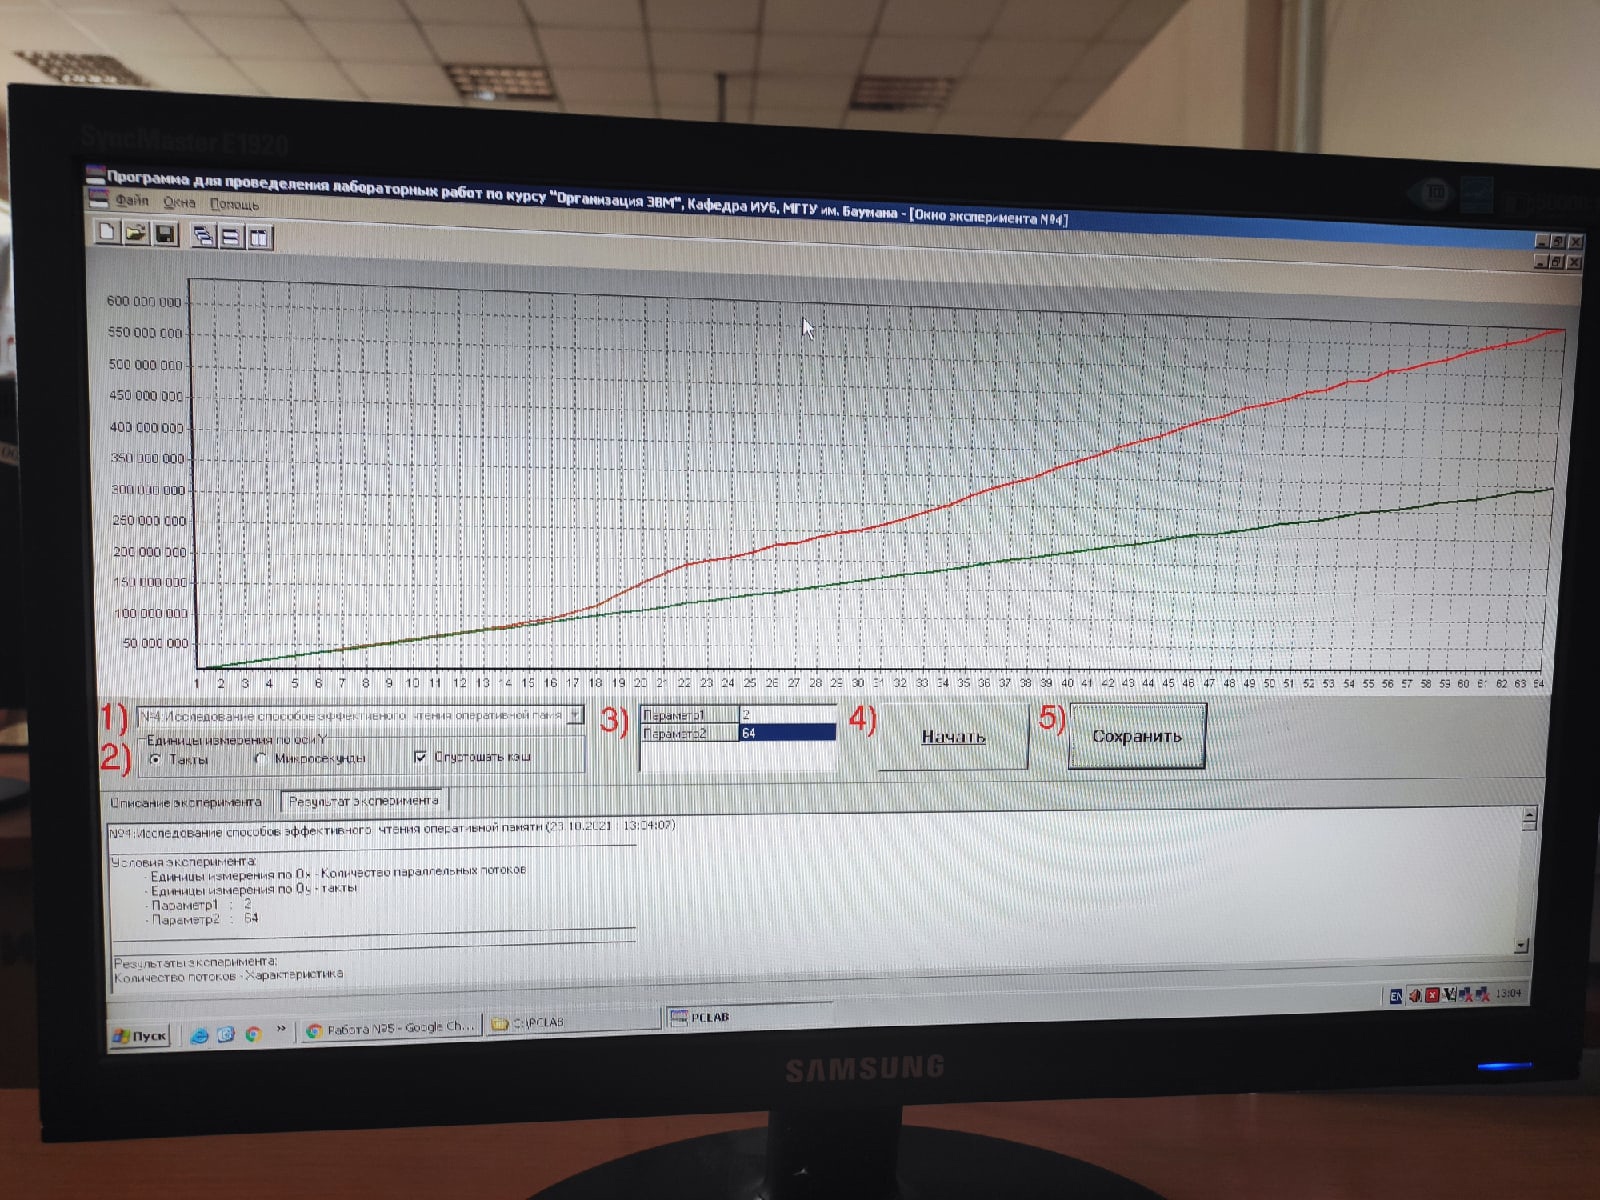 SyncMaster E1920
Программа для проведеления лабораторных работ по курсу "Организация ЭВМ", Кафедра ИУ6, МГТУ им. Баумана - [Окно эксперимента №4]
Файл Окна Помощь
600 000 000
550 000 000
500 000 000
450 000 000
400 000 000
350 000 000
300 000 000
250 000 000
200 000 000
150 000 000
100 000 000
50 000 000
1 2 3 4 5 6 7 8 9 10 11 12 13 14 15 16 17 18 19 20 21 22 23 24 25 26 27 28 29 30 31 32 33 34 35 36 37 38 39 40 41 42 43 44 45 46 47 48 49 50 51 52 53 54 55 56 57 58 59 60 61 62 63 64
1) №4:Исследование способов эффективного чтения оперативной памя
2) Единицы измерения по оси Y
Такты Микросекунды Опустошать кэш
3) Параметр1 2
Параметр2 64
4) Начать
5) Сохранить
Описание эксперимента Результат эксперимента
№4:Исследование способов эффективного чтения оперативной памяти (23.10.2021 13:04:07)
Условия эксперимента:
- Единицы измерения по Ox - Количество параллельных потоков
- Единицы измерения по Oy - такты
- Параметр1 : 2
- Параметр2 : 64
Результаты эксперимента:
Количество потоков - Характеристика
Пуск » Работа №5 - Google Ch... C:\PCLAB PCLAB EN 13:04
SAMSUNG